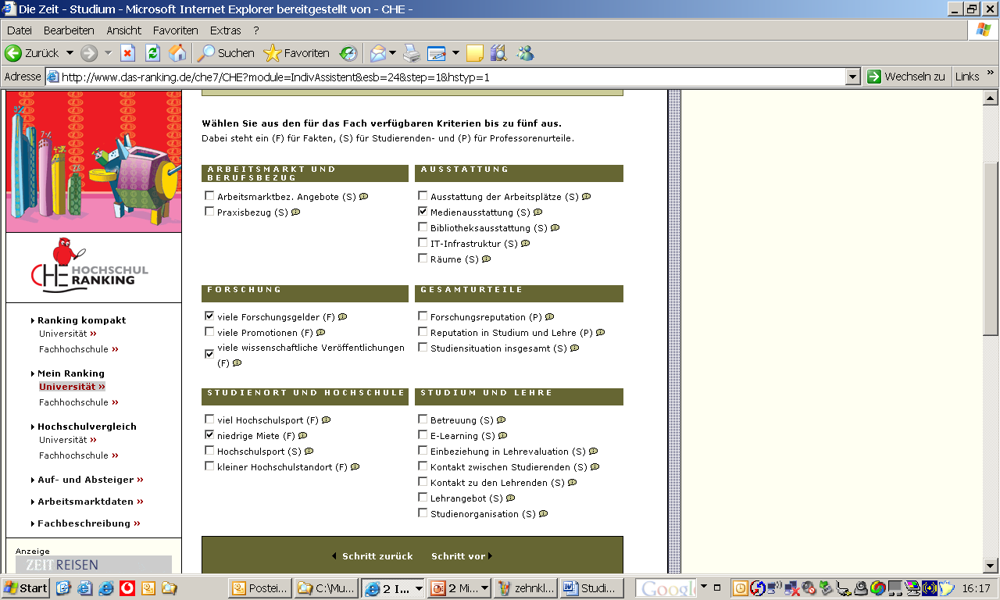 Die Zeit - Studium - Microsoft Internet Explorer bereitgestellt von - CHE -
Datei Bearbeiten Ansicht Favoriten Extras ?
Zurück Suchen Favoriten
Adresse http://www.das-ranking.de/che7/CHE?module=IndivAssistent&esb=24&step=1&hstyp=1 Wechseln zu Links »
CHE HOCHSCHUL
RANKING
Ranking kompakt
Universität »
Fachhochschule »
Mein Ranking
Universität »
Fachhochschule »
Hochschulvergleich
Universität »
Fachhochschule »
Auf- und Absteiger »
Arbeitsmarktdaten »
Fachbeschreibung »
Anzeige
ZEIT REISEN
Wählen Sie aus den für das Fach verfügbaren Kriterien bis zu fünf aus.
Dabei steht ein (F) für Fakten, (S) für Studierenden- und (P) für Professorenurteile.
ARBEITSMARKT UND
BERUFSBEZUG
Arbeitsmarktbez. Angebote (S)
Praxisbezug (S)
AUSSTATTUNG
Ausstattung der Arbeitsplätze (S)
Medienausstattung (S)
Bibliotheksausstattung (S)
IT-Infrastruktur (S)
Räume (S)
FORSCHUNG
viele Forschungsgelder (F)
viele Promotionen (F)
viele wissenschaftliche Veröffentlichungen
(F)
GESAMTURTEILE
Forschungsreputation (P)
Reputation in Studium und Lehre (P)
Studiensituation insgesamt (S)
STUDIENORT UND HOCHSCHULE
viel Hochschulsport (F)
niedrige Miete (F)
Hochschulsport (S)
kleiner Hochschulstandort (F)
STUDIUM UND LEHRE
Betreuung (S)
E-Learning (S)
Einbeziehung in Lehrevaluation (S)
Kontakt zwischen Studierenden (S)
Kontakt zu den Lehrenden (S)
Lehrangebot (S)
Studienorganisation (S)
Schritt zurück Schritt vor
Start Postei... C:\Mu... 2 I... 2 Mi... zehnkl... Studi... Google 16:17